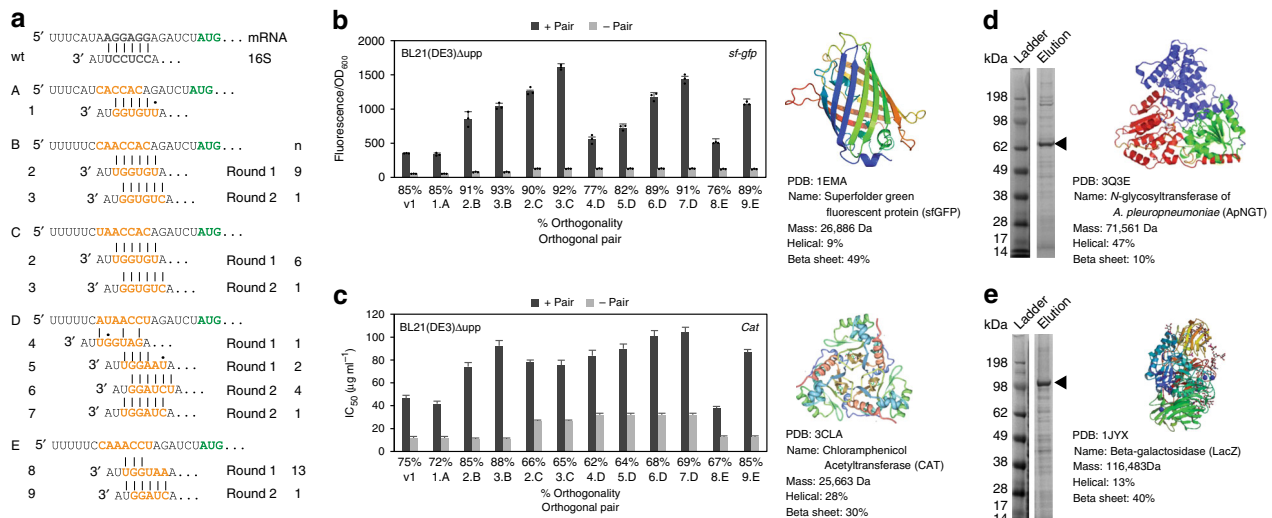 a
5′ UUUCAUAAGGAGGAGAUCUAUG... mRNA
wt 3′ AUUCCUCCA... 16S
A 5′ UUUCAUCACCACAGAUCUAUG...
1 3′ AUGGUGUUA...
B 5′ UUUUUCCAACCACAGAUCUAUG... n
2 3′ AUUGGUGUA... Round 1 9
3 3′ AUGGUGUCA... Round 2 1
C 5′ UUUUUCUAACCACAGAUCUAUG...
2 3′ AUUGGUGUA... Round 1 6
3 3′ AUGGUGUCA... Round 2 1
D 5′ UUUUUCAUAACCUAGAUCUAUG...
4 3′ AUUGGUAGA... Round 1 1
5 3′ AUUGGAAUA... Round 1 2
6 3′ AUGGAUCUA... Round 2 4
7 3′ AUUGGAUCA... Round 2 1
E 5′ UUUUUCCAAACCUAGAUCUAUG...
8 3′ AUUGGUAAA... Round 1 13
9 3′ AUGGAUCA... Round 2 1
b
+ Pair – Pair
BL21(DE3)Δupp sf-gfp
Fluorescence/OD600
2000
1500
1000
500
0
85% 85% 91% 93% 90% 92% 77% 82% 89% 91% 76% 89%
v1 1.A 2.B 3.B 2.C 3.C 4.D 5.D 6.D 7.D 8.E 9.E
% Orthogonality
Orthogonal pair
PDB: 1EMA
Name: Superfolder green
fluorescent protein (sfGFP)
Mass: 26,886 Da
Helical: 9%
Beta sheet: 49%
c
+ Pair – Pair
BL21(DE3)Δupp Cat
IC50 (µg ml−1)
120
100
80
60
40
20
0
75% 72% 85% 88% 66% 65% 62% 64% 68% 69% 67% 85%
v1 1.A 2.B 3.B 2.C 3.C 4.D 5.D 6.D 7.D 8.E 9.E
% Orthogonality
Orthogonal pair
PDB: 3CLA
Name: Chloramphenicol
Acetyltransferase (CAT)
Mass: 25,663 Da
Helical: 28%
Beta sheet: 30%
d
Ladder
Elution
kDa
198
98
62
49
38
28
17
14
PDB: 3Q3E
Name: N-glycosyltransferase of
A. pleuropneumoniae (ApNGT)
Mass: 71,561 Da
Helical: 47%
Beta sheet: 10%
e
Ladder
Elution
kDa
198
98
62
49
38
28
17
14
PDB: 1JYX
Name: Beta-galactosidase (LacZ)
Mass: 116,483Da
Helical: 13%
Beta sheet: 40%